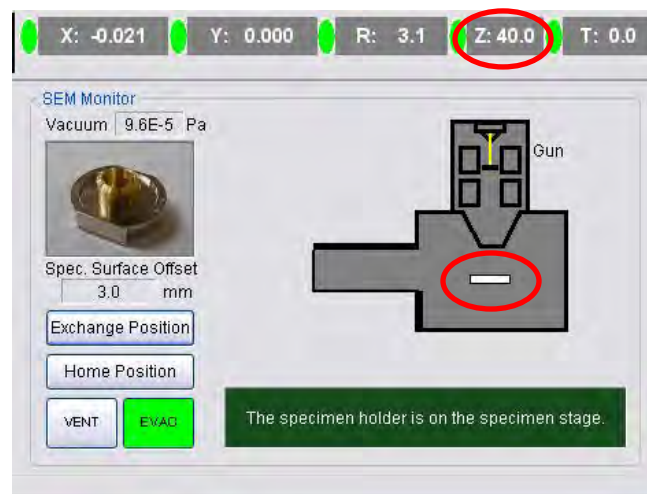 X: -0.021 Y: 0.000 R: 3.1 Z: 40.0 T: 0.0
SEM Monitor
Vacuum 9.6E-5 Pa
Gun
Spec. Surface Offset
3.0 mm
Exchange Position
Home Position
VENT EVAC
The specimen holder is on the specimen stage.